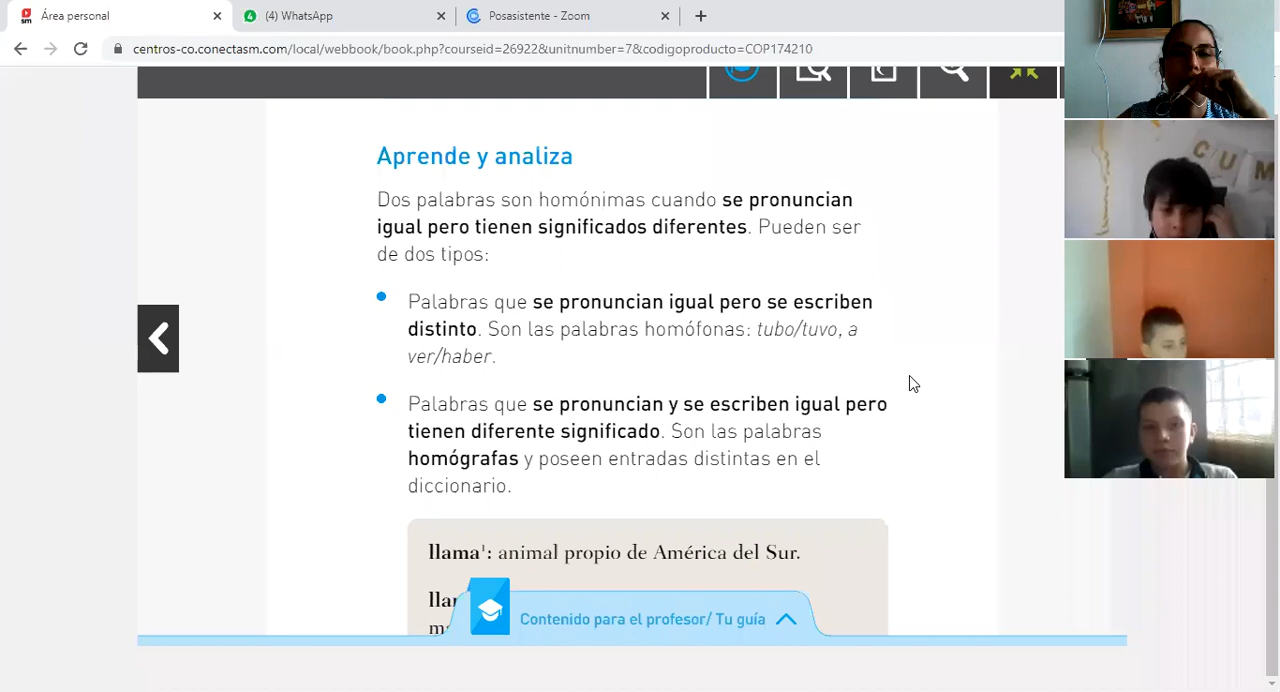 Área personal
(4) WhatsApp
Posasistente - Zoom
centros-co.conectasm.com/local/webbook/book.php?courseid=26922&unitnumber=7&codigoproducto=COP174210
Aprende y analiza
Dos palabras son homónimas cuando se pronuncian
igual pero tienen significados diferentes. Pueden ser
de dos tipos:
Palabras que se pronuncian igual pero se escriben
distinto. Son las palabras homófonas: tubo/tuvo, a
ver/haber.
Palabras que se pronuncian y se escriben igual pero
tienen diferente significado. Son las palabras
homógrafas y poseen entradas distintas en el
diccionario.
llama¹: animal propio de América del Sur.
Contenido para el profesor/ Tu guía
CUM